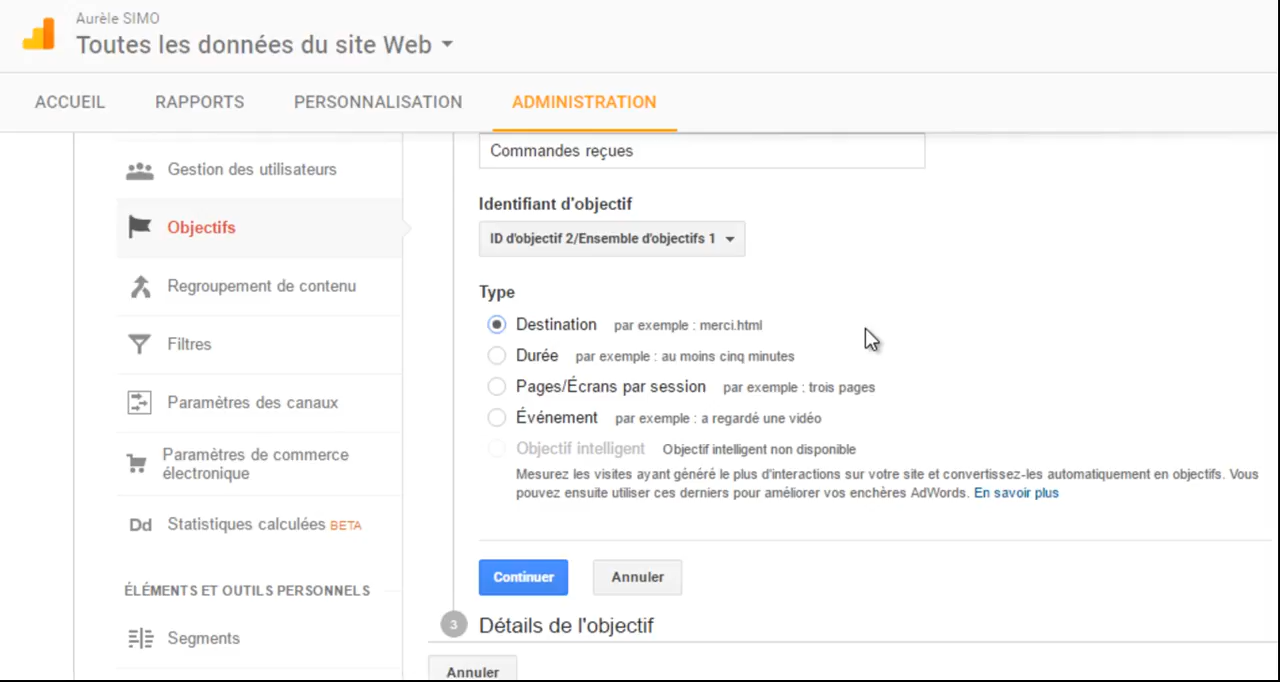 Aurèle SIMO
Toutes les données du site Web
ACCUEIL RAPPORTS PERSONNALISATION ADMINISTRATION
Gestion des utilisateurs
Objectifs
Regroupement de contenu
Filtres
Paramètres des canaux
Paramètres de commerce
électronique
Dd Statistiques calculées BETA
ÉLÉMENTS ET OUTILS PERSONNELS
Segments
Commandes reçues
Identifiant d'objectif
ID d'objectif 2/Ensemble d'objectifs 1
Type
Destination par exemple : merci.html
Durée par exemple : au moins cinq minutes
Pages/Écrans par session par exemple : trois pages
Événement par exemple : a regardé une vidéo
Objectif intelligent Objectif intelligent non disponible
Mesurez les visites ayant généré le plus d'interactions sur votre site et convertissez-les automatiquement en objectifs. Vous
pouvez ensuite utiliser ces derniers pour améliorer vos enchères AdWords. En savoir plus
Continuer Annuler
3 Détails de l'objectif
Annuler